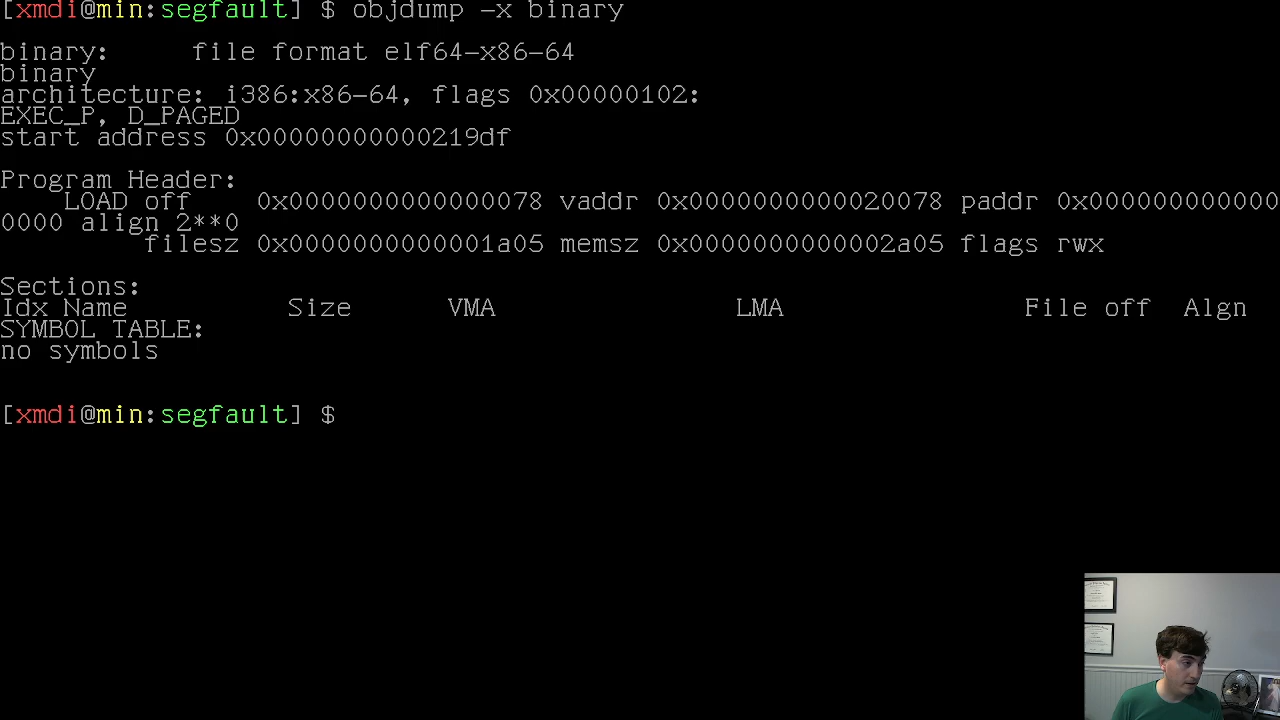 [xmdi@min:segfault] $ objdump -x binary
binary:     file format elf64-x86-64
binary
architecture: i386:x86-64, flags 0x00000102:
EXEC_P, D_PAGED
start address 0x00000000000219df
Program Header:
    LOAD off    0x0000000000000078 vaddr 0x0000000000020078 paddr 0x000000000000
0000 align 2**0
         filesz 0x0000000000001a05 memsz 0x0000000000002a05 flags rwx
Sections:
Idx Name          Size      VMA               LMA               File off  Algn
SYMBOL TABLE:
no symbols
[xmdi@min:segfault] $